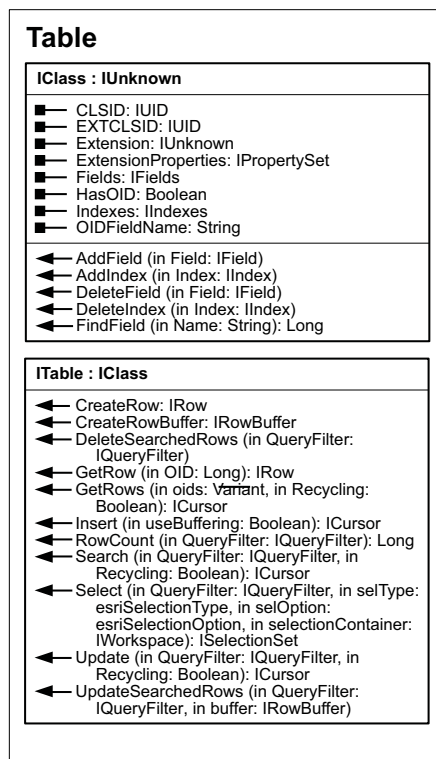 Table
IClass : IUnknown
CLSID: IUID
EXTCLSID: IUID
Extension: IUnknown
ExtensionProperties: IPropertySet
Fields: IFields
HasOID: Boolean
Indexes: IIndexes
OIDFieldName: String
AddField (in Field: IField)
AddIndex (in Index: IIndex)
DeleteField (in Field: IField)
DeleteIndex (in Index: IIndex)
FindField (in Name: String): Long
ITable : IClass
CreateRow: IRow
CreateRowBuffer: IRowBuffer
DeleteSearchedRows (in QueryFilter:
IQueryFilter)
GetRow (in OID: Long): IRow
GetRows (in oids: Variant, in Recycling:
Boolean): ICursor
Insert (in useBuffering: Boolean): ICursor
RowCount (in QueryFilter: IQueryFilter): Long
Search (in QueryFilter: IQueryFilter, in
Recycling: Boolean): ICursor
Select (in QueryFilter: IQueryFilter, in selType:
esriSelectionType, in selOption:
esriSelectionOption, in selectionContainer:
IWorkspace): ISelectionSet
Update (in QueryFilter: IQueryFilter, in
Recycling: Boolean): ICursor
UpdateSearchedRows (in QueryFilter:
IQueryFilter, in buffer: IRowBuffer)